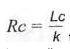 Rc = Lc/k